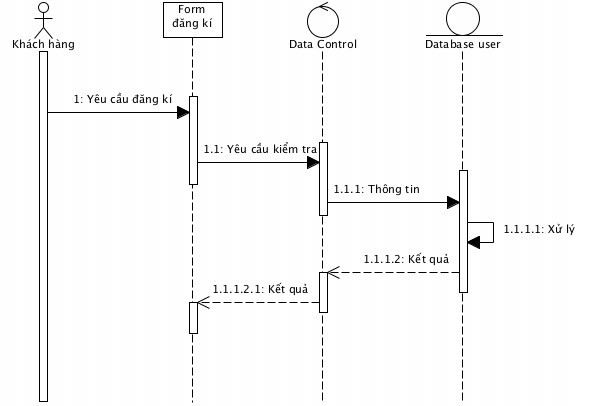 Form
đăng kí
Khách hàng
Data Control
Database user
1: Yêu cầu đăng kí
1.1: Yêu cầu kiểm tra
1.1.1: Thông tin
1.1.1.1: Xử lý
1.1.1.2: Kết quả
1.1.1.2.1: Kết quả